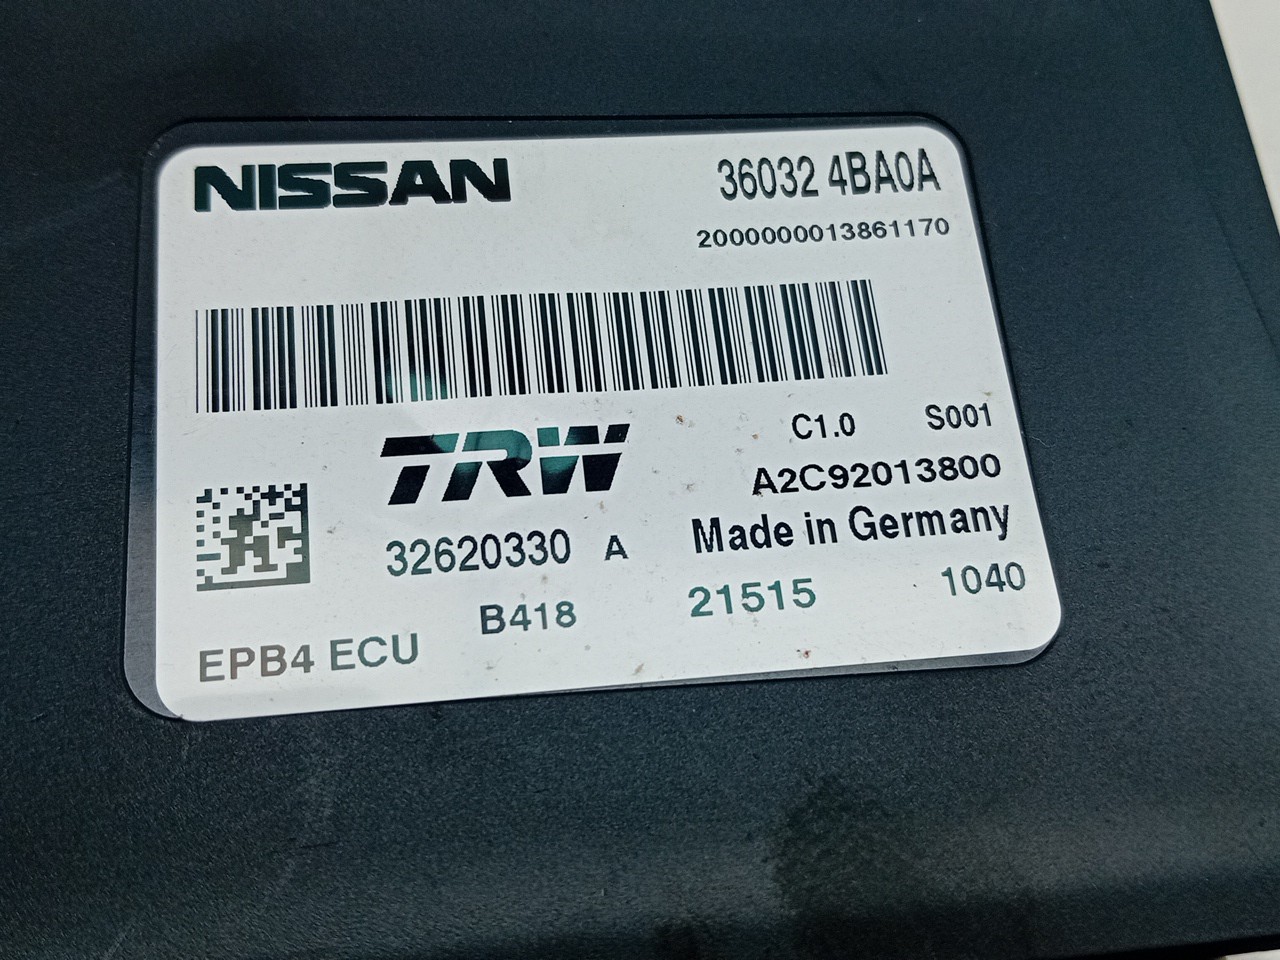 NISSAN
36032 4BA0A
2000000013861170
TRW
C1.0 S001
A2C92013800
32620330 A
Made in Germany
B418 21515 1040
EPB4 ECU